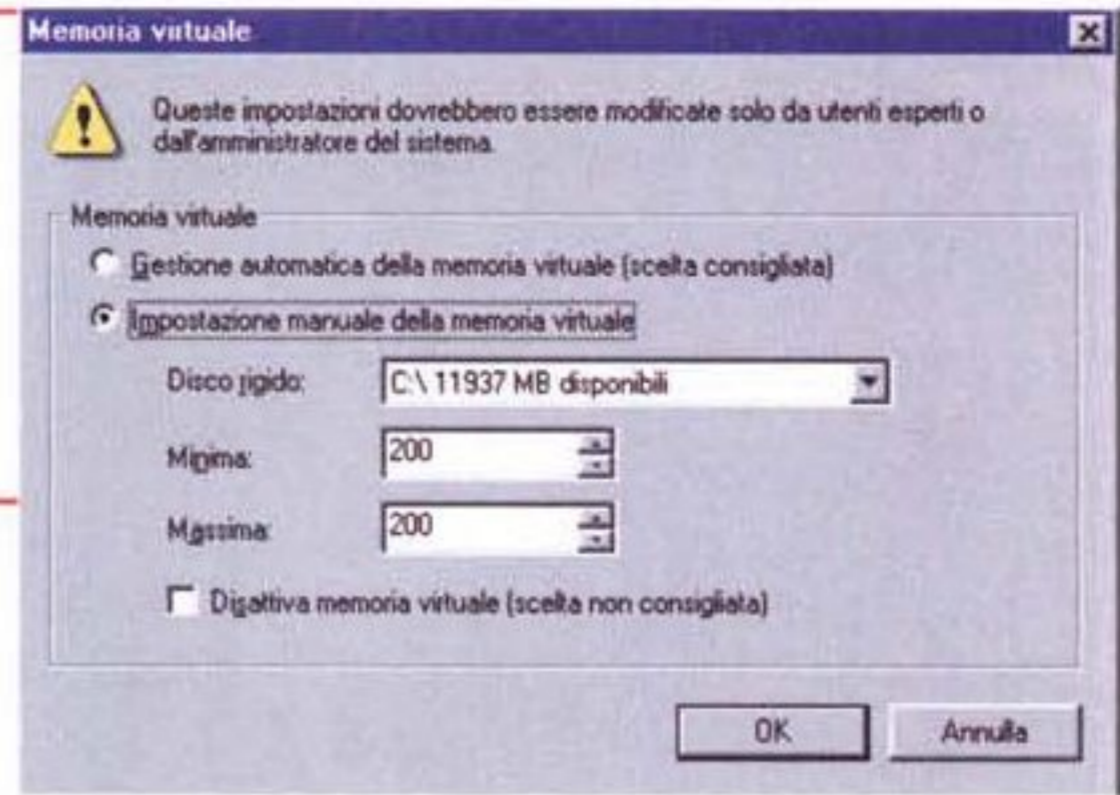 Memoria virtuale
Queste impostazioni dovrebbero essere modificate solo da utenti esperti o
dall'amministratore del sistema.
Memoria virtuale
Gestione automatica della memoria virtuale (scelta consigliata)
Impostazione manuale della memoria virtuale
Disco rigido: C:\ 11937 MB disponibili
Minima: 200
Massima: 200
Disattiva memoria virtuale (scelta non consigliata)
OK Annulla